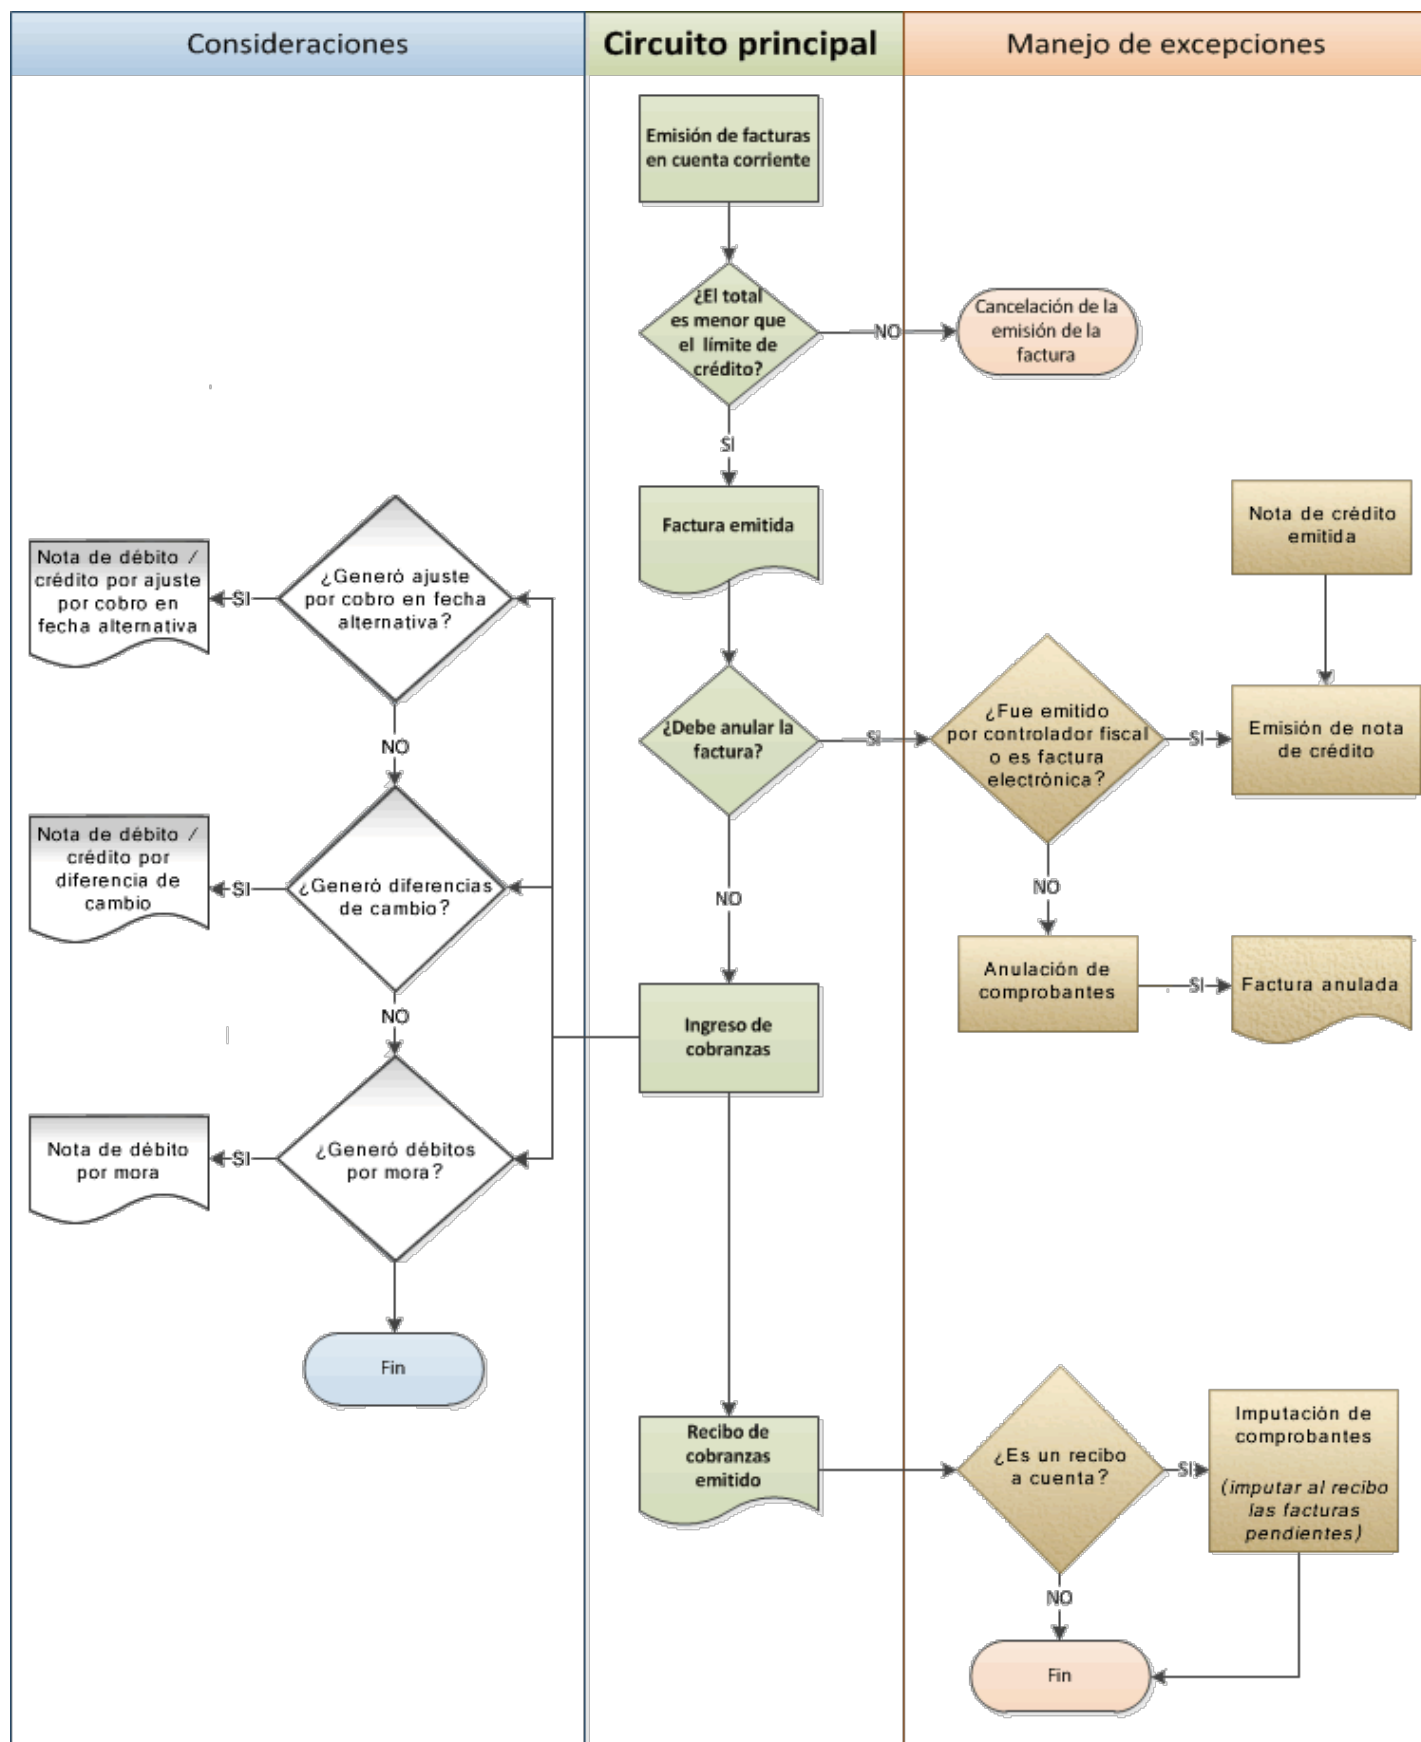 Consideraciones
Circuito principal
Manejo de excepciones
Emisión de facturas
en cuenta corriente
¿El total
es menor que
el límite de
crédito?
NO
Cancelación de la
emisión de la
factura
SI
Factura emitida
Nota de crédito
emitida
Nota de débito /
crédito por ajuste
por cobro en
fecha alternativa
SI
¿Generó ajuste
por cobro en fecha
alternativa?
NO
¿Debe anular la
factura?
SI
¿Fue emitido
por controlador fiscal
o es factura
electrónica?
SI
Emisión de nota
de crédito
Nota de débito /
crédito por
diferencia de
cambio
SI
¿Generó diferencias
de cambio?
NO
NO
NO
Anulación de
comprobantes
SI
Factura anulada
Ingreso de
cobranzas
Nota de débito
por mora
SI
¿Generó débitos
por mora?
Fin
Recibo de
cobranzas
emitido
¿Es un recibo
a cuenta?
SI
Imputación de
comprobantes
(imputar al recibo
las facturas
pendientes)
NO
Fin